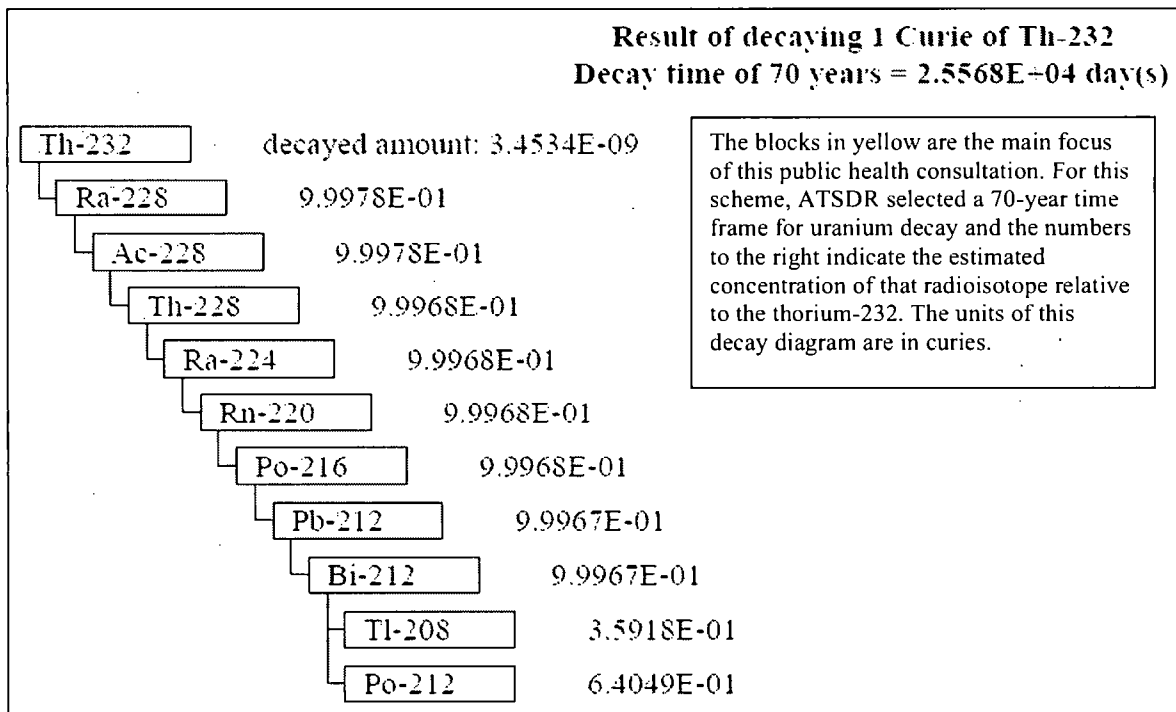 Result of decaying 1 Curie of Th-232
Decay time of 70 years = 2.5568E+04 day(s)
Th-232 decayed amount: 3.4534E-09
The blocks in yellow are the main focus
of this public health consultation. For this
scheme, ATSDR selected a 70-year time
frame for uranium decay and the numbers
to the right indicate the estimated
concentration of that radioisotope relative
to the thorium-232. The units of this
decay diagram are in curies.
Ra-228 9.9978E-01
Ac-228 9.9978E-01
Th-228 9.9968E-01
Ra-224 9.9968E-01
Rn-220 9.9968E-01
Po-216 9.9968E-01
Pb-212 9.9967E-01
Bi-212 9.9967E-01
Tl-208 3.5918E-01
Po-212 6.4049E-01